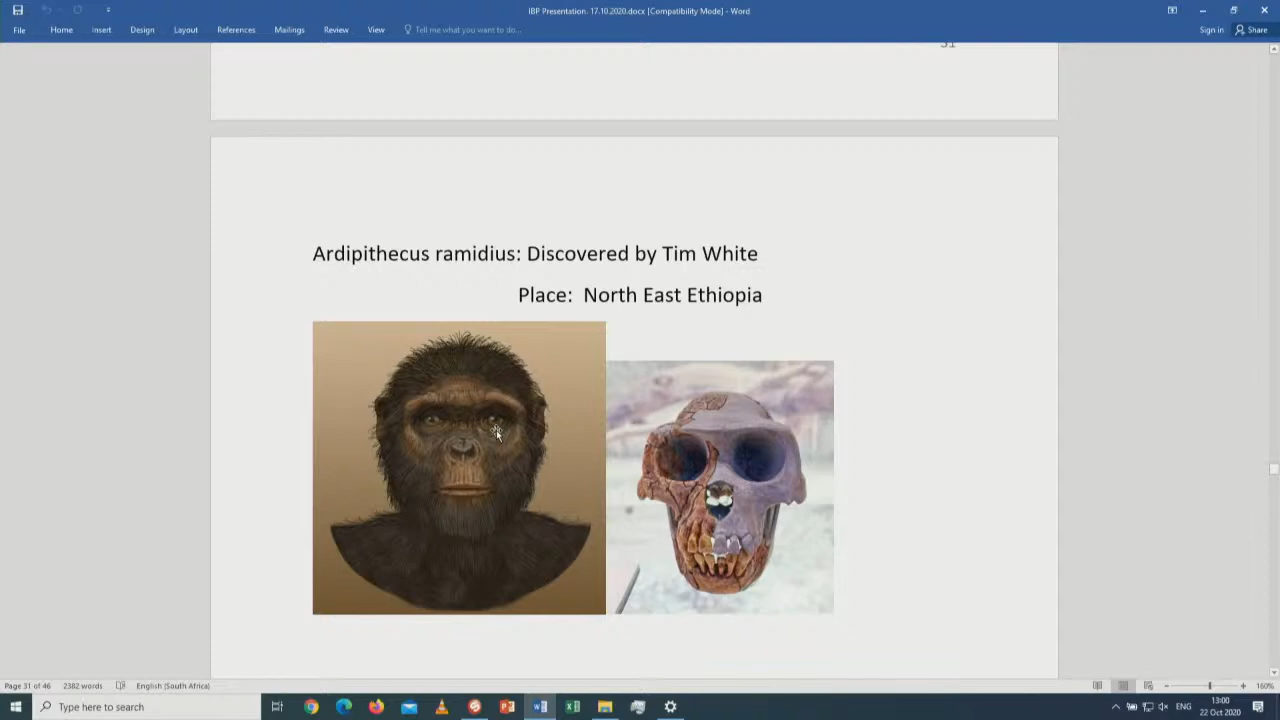 IBP Presentation. 17.10.2020.docx [Compatibility Mode] - Word
File Home Insert Design Layout References Mailings Review View Tell me what you want to do... Sign in Share
31
Ardipithecus ramidius: Discovered by Tim White
Place: North East Ethiopia
Page 31 of 46 2382 words English (South Africa) 160%
Type here to search ENG 13:00
22 Oct 2020